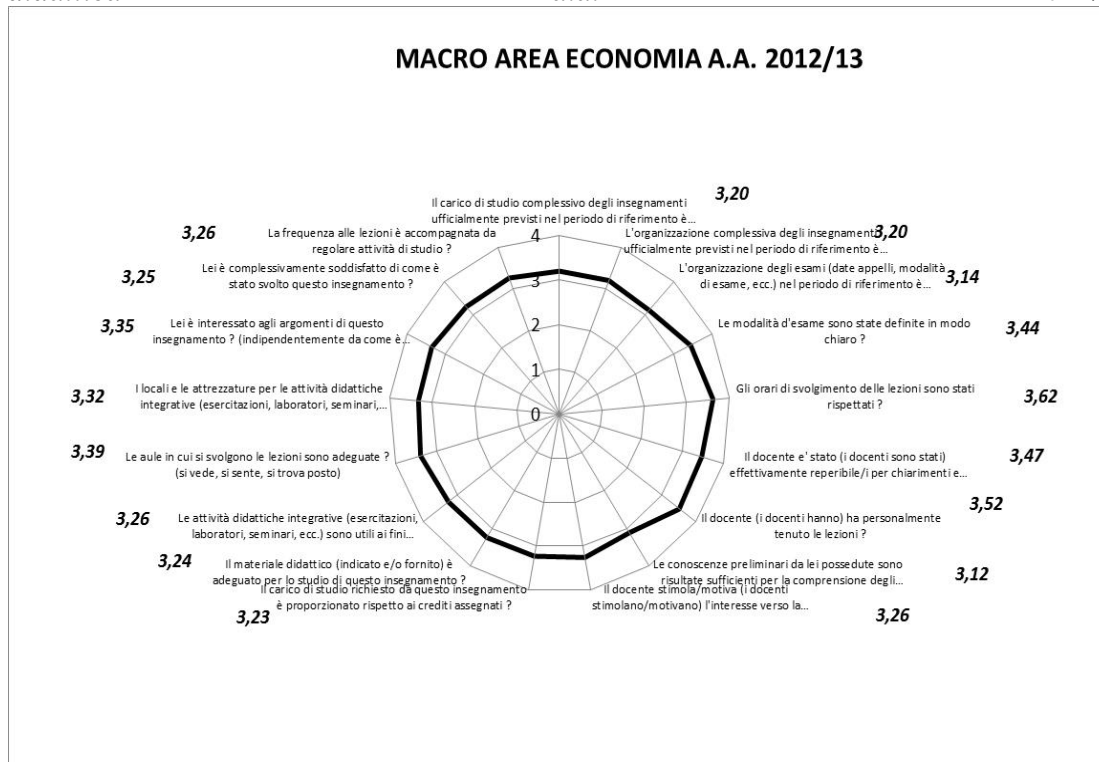 MACRO AREA ECONOMIA A.A. 2012/13
Il carico di studio complessivo degli insegnamenti
ufficialmente previsti nel periodo di riferimento è...
3,20
L'organizzazione complessiva degli insegnamenti
ufficialmente previsti nel periodo di riferimento è...
3,20
L'organizzazione degli esami (date appelli, modalità
di esame, ecc.) nel periodo di riferimento è...
3,14
Le modalità d'esame sono state definite in modo
chiaro ?
3,44
Gli orari di svolgimento delle lezioni sono stati
rispettati ?
3,62
Il docente e' stato (i docenti sono stati)
effettivamente reperibile/i per chiarimenti e...
3,47
Il docente (i docenti hanno) ha personalmente
tenuto le lezioni ?
3,52
Le conoscenze preliminari da lei possedute sono
risultate sufficienti per la comprensione degli...
3,12
Il docente stimola/motiva (i docenti
stimolano/motivano) l'interesse verso la...
3,26
Il carico di studio richiesto da questo insegnamento
è proporzionato rispetto ai crediti assegnati ?
3,23
Il materiale didattico (indicato e/o fornito) è
adeguato per lo studio di questo insegnamento ?
3,24
Le attività didattiche integrative (esercitazioni,
laboratori, seminari, ecc.) sono utili ai fini...
3,26
Le aule in cui si svolgono le lezioni sono adeguate ?
(si vede, si sente, si trova posto)
3,39
I locali e le attrezzature per le attività didattiche
integrative (esercitazioni, laboratori, seminari,...
3,32
Lei è interessato agli argomenti di questo
insegnamento ? (indipendentemente da come è...
3,35
Lei è complessivamente soddisfatto di come è
stato svolto questo insegnamento ?
3,25
La frequenza alle lezioni è accompagnata da
regolare attività di studio ?
3,26
4
3
2
1
0